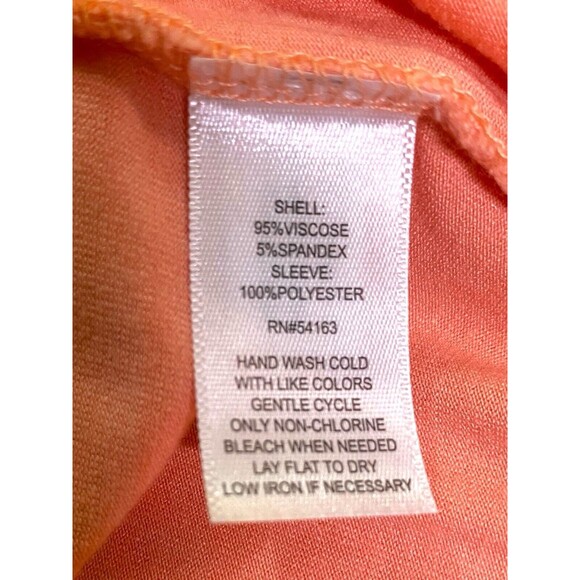 SHELL:
95%VISCOSE
5%SPANDEX
SLEEVE:
100%POLYESTER
RN#54163
HAND WASH COLD
WITH LIKE COLORS
GENTLE CYCLE
ONLY NON-CHLORINE
BLEACH WHEN NEEDED
LAY FLAT TO DRY
LOW IRON IF NECESSARY